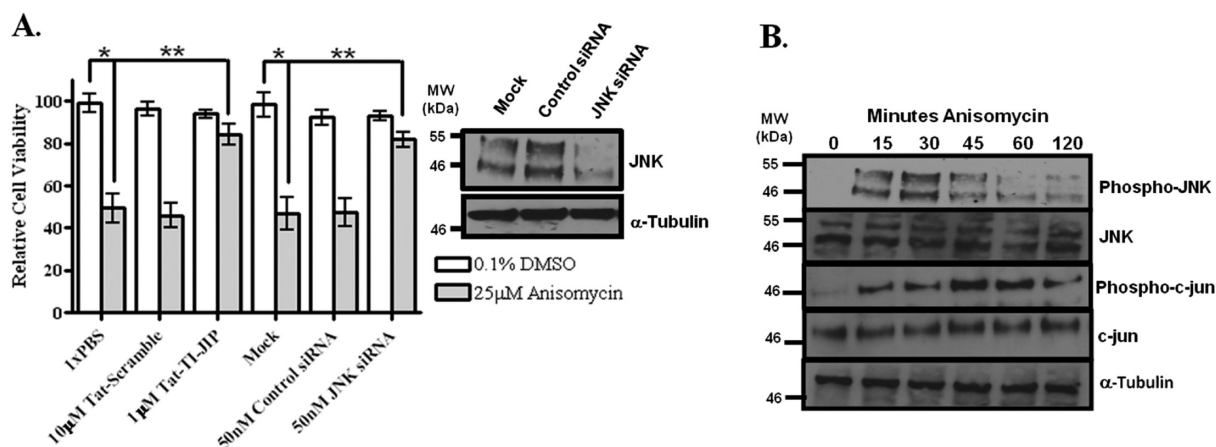 A.
* ** * **
Relative Cell Viability
100
80
60
40
20
0
1xPBS
10µM Tat-Scramble
1µM Tat-TI-JIP
Mock
50nM Control siRNA
50nM JNK siRNA
MW
(kDa)
Mock
Control siRNA
JNK siRNA
55
46
JNK
46
α-Tubulin
0.1% DMSO
25µM Anisomycin
B.
MW
(kDa)
Minutes Anisomycin
0 15 30 45 60 120
55
46
Phospho-JNK
55
46
JNK
46
Phospho-c-jun
46
c-jun
46
α-Tubulin